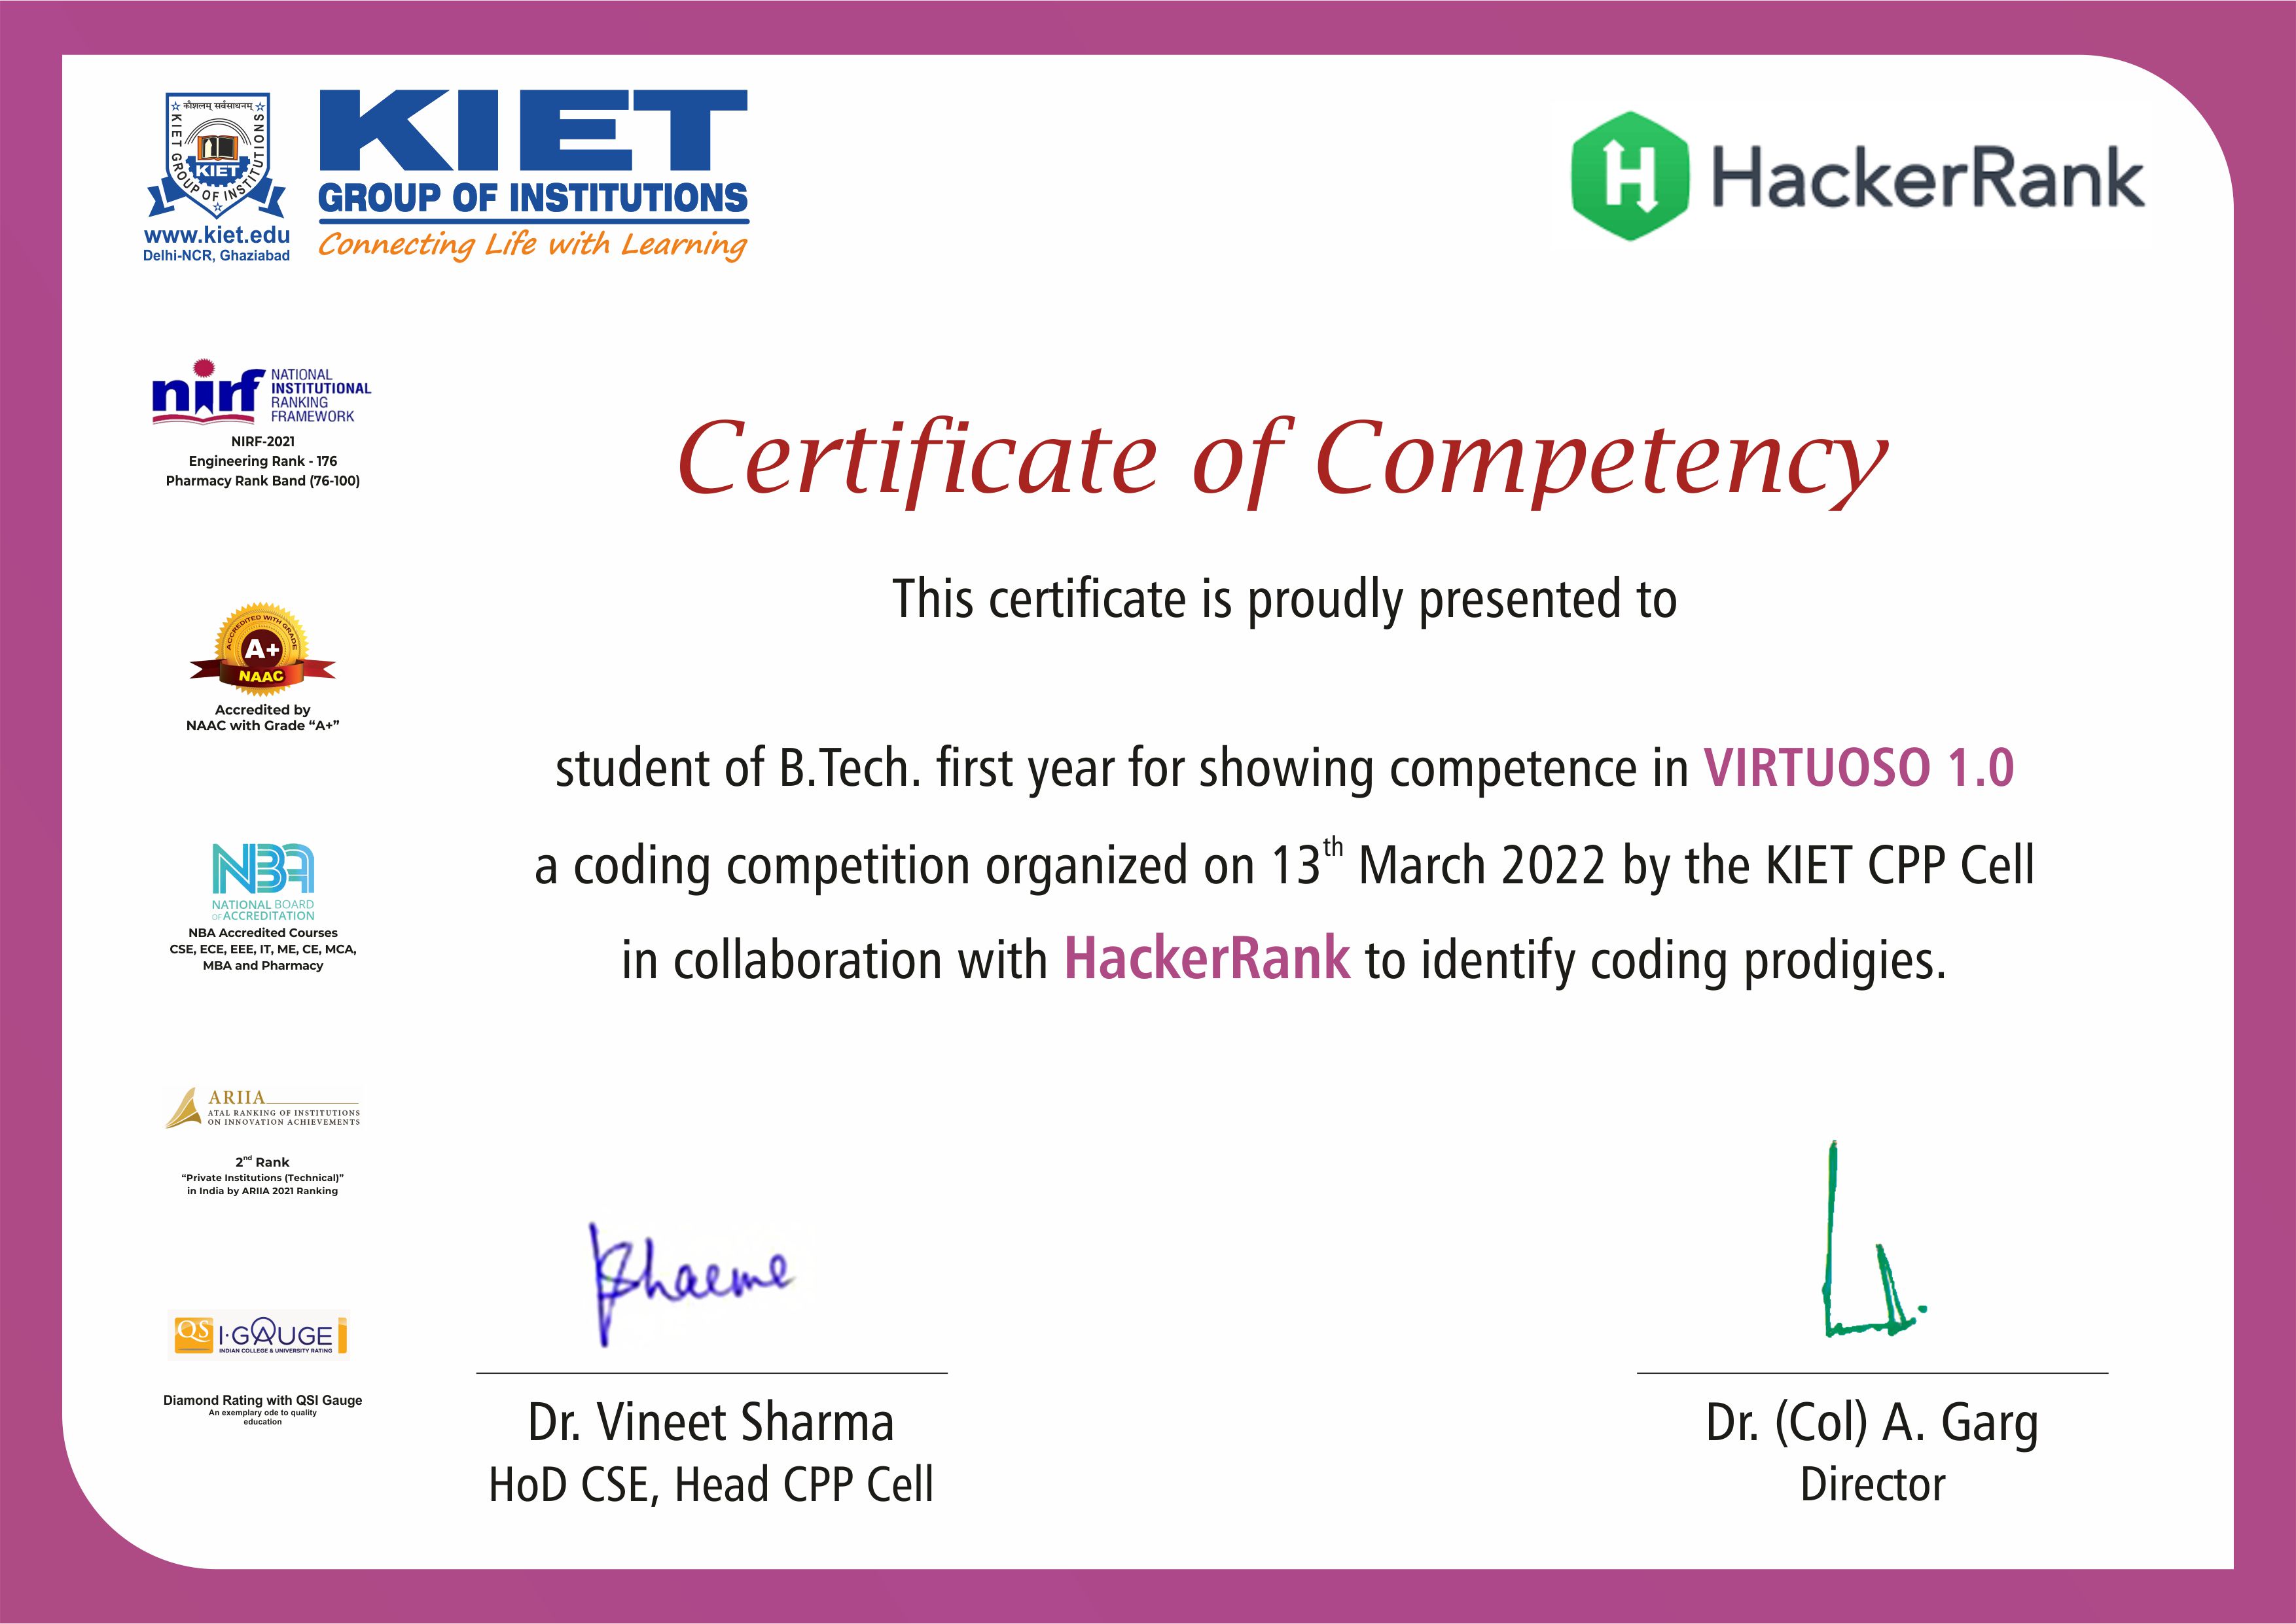 ☆ कौशलम् सर्वसाधनम् ☆
KIET GROUP OF INSTITUTIONS
KIET
www.kiet.edu
Delhi-NCR, Ghaziabad
KIET
GROUP OF INSTITUTIONS
Connecting Life with Learning
H HackerRank
nirf NATIONAL
INSTITUTIONAL
RANKING
FRAMEWORK
NIRF-2021
Engineering Rank - 176
Pharmacy Rank Band (76-100)
Certificate of Competency
This certificate is proudly presented to
ACCREDITED WITH GRADE
A+
NAAC
Accredited by
NAAC with Grade “A+”
student of B.Tech. first year for showing competence in VIRTUOSO 1.0
a coding competition organized on 13th March 2022 by the KIET CPP Cell
in collaboration with HackerRank to identify coding prodigies.
NBA
NATIONAL BOARD
OF ACCREDITATION
NBA Accredited Courses
CSE, ECE, EEE, IT, ME, CE, MCA,
MBA and Pharmacy
ARIIA
ATAL RANKING OF INSTITUTIONS
ON INNOVATION ACHIEVEMENTS
2nd Rank
“Private Institutions (Technical)”
in India by ARIIA 2021 Ranking
QS I·GAUGE
INDIAN COLLEGE & UNIVERSITY RATING
Diamond Rating with QSI Gauge
An exemplary ode to quality
education
Dr. Vineet Sharma
HoD CSE, Head CPP Cell
Dr. (Col) A. Garg
Director